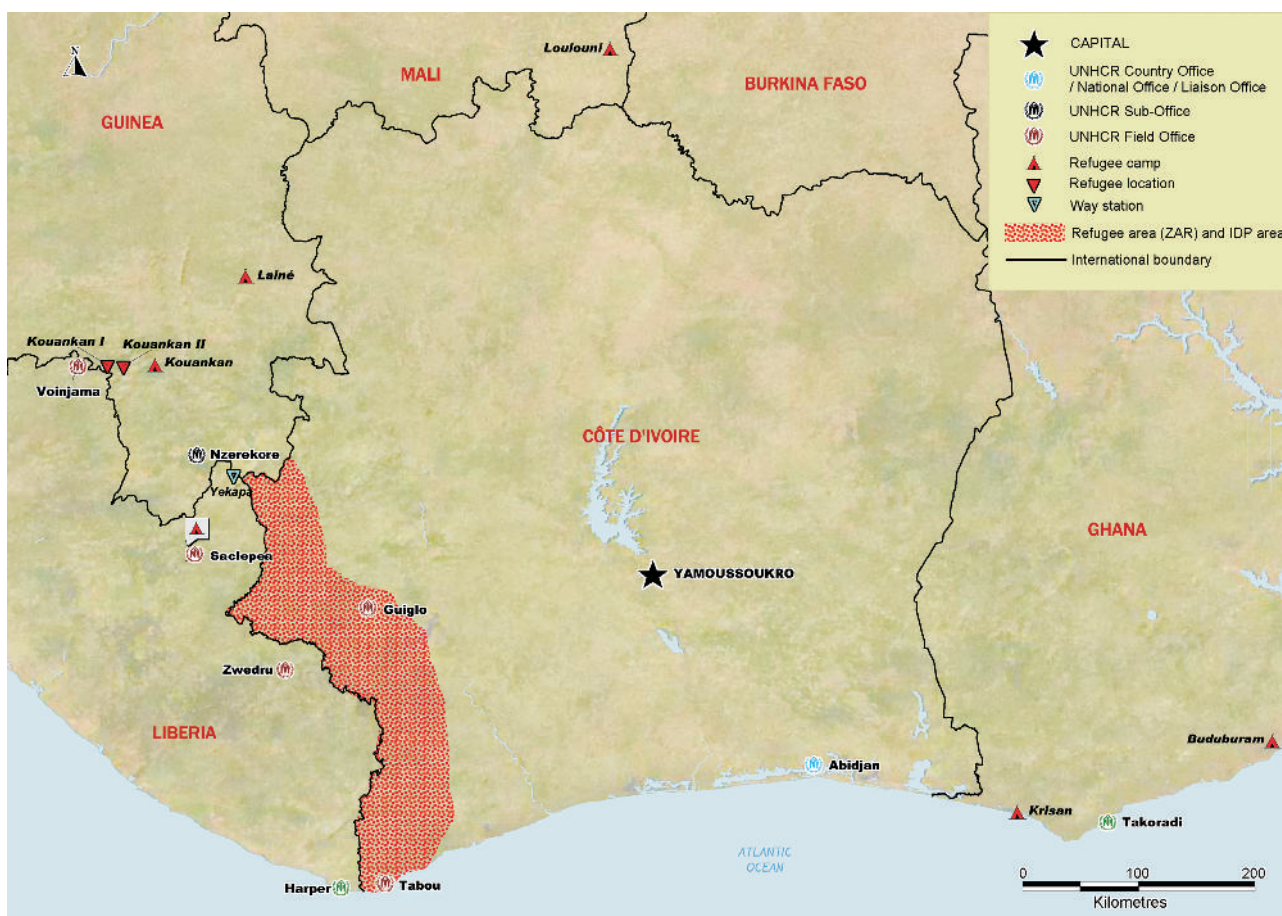 N
Loulouni
MALI
BURKINA FASO
GUINEA
CAPITAL
UNHCR Country Office
/ National Office / Liaison Office
UNHCR Sub-Office
UNHCR Field Office
Refugee camp
Refugee location
Way station
Refugee area (ZAR) and IDP area
International boundary
Lainé
Kouankan I
Kouankan II
Kouankan
Voinjama
CÔTE D'IVOIRE
Nzerekore
Yekapa
GHANA
Saclepea
YAMOUSSOUKRO
Guiglo
Zwedru
LIBERIA
Buduburam
Abidjan
Krisan
Takoradi
ATLANTIC
OCEAN
Harper
Tabou
0 100 200
Kilometres